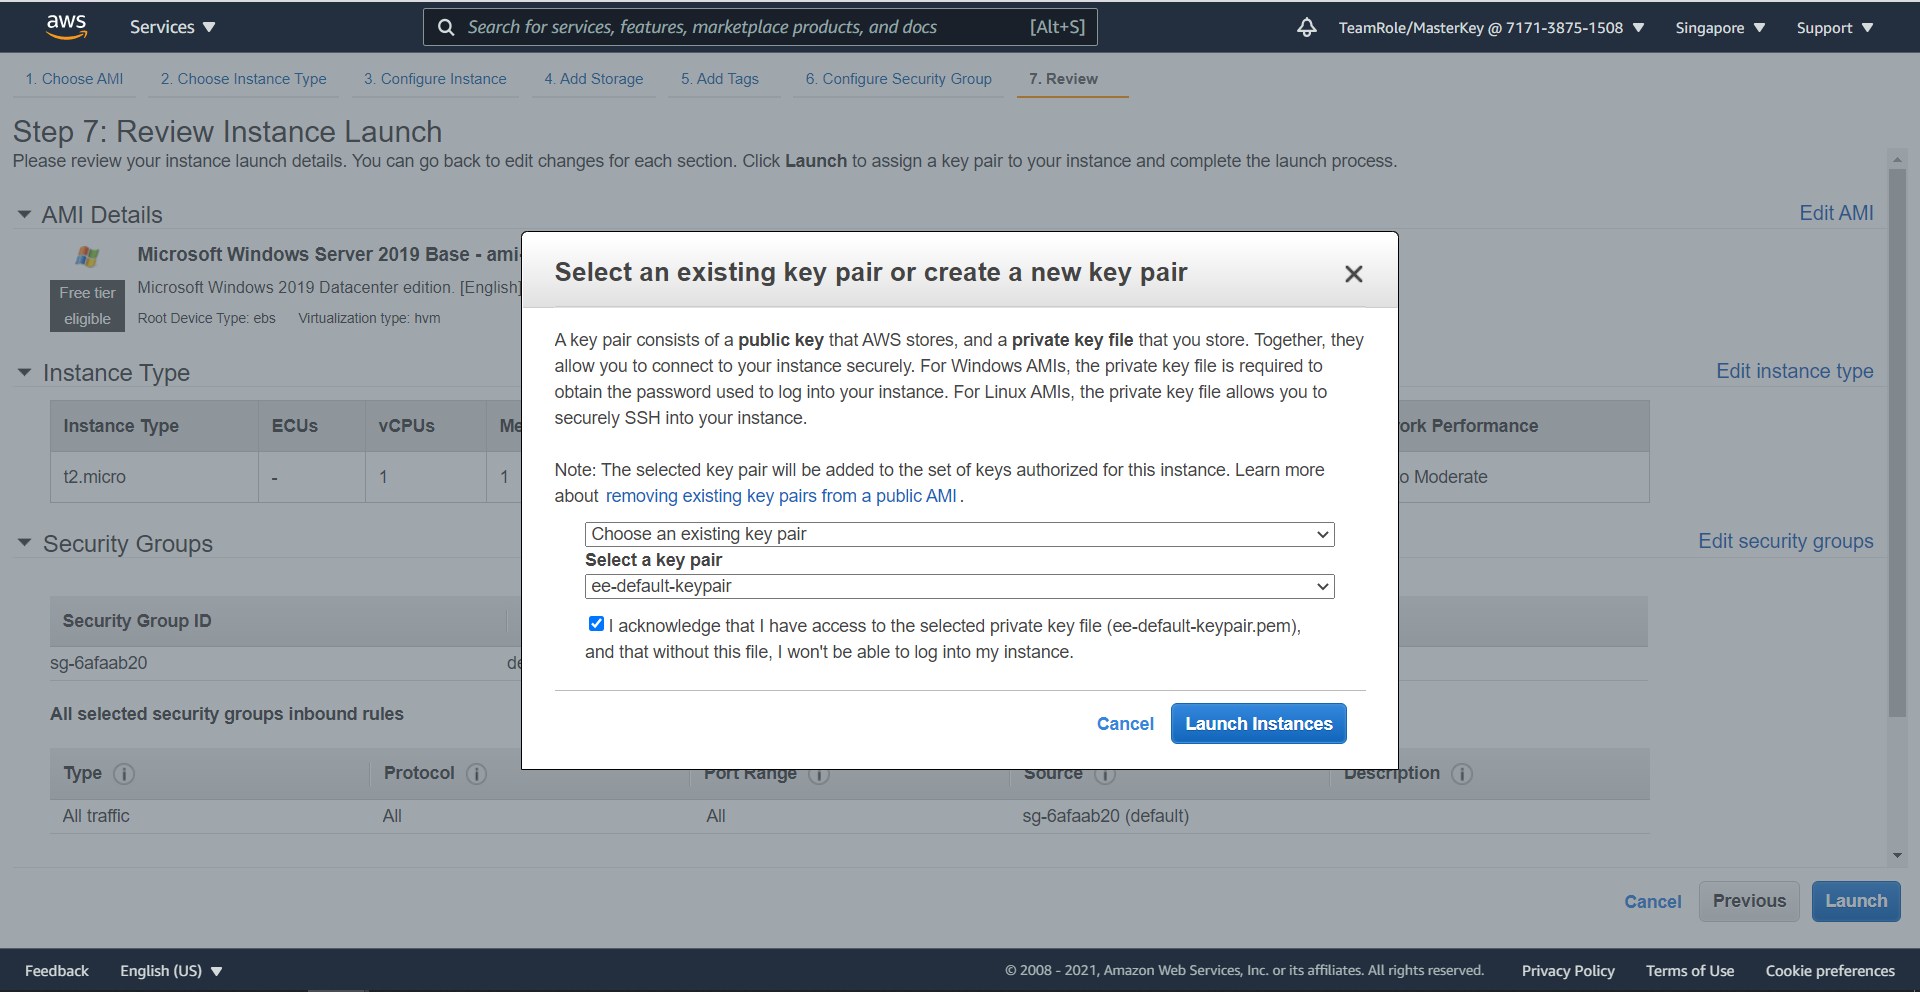 aws
Services
Search for services, features, marketplace products, and docs [Alt+S]
TeamRole/MasterKey @ 7171-3875-1508
Singapore
Support
1. Choose AMI
2. Choose Instance Type
3. Configure Instance
4. Add Storage
5. Add Tags
6. Configure Security Group
7. Review
Step 7: Review Instance Launch
Please review your instance launch details. You can go back to edit changes for each section. Click Launch to assign a key pair to your instance and complete the launch process.
AMI Details
Edit AMI
Microsoft Windows Server 2019 Base - ami-
Free tier
eligible
Microsoft Windows 2019 Datacenter edition. [English]
Root Device Type: ebs Virtualization type: hvm
Instance Type
Edit instance type
Instance Type ECUs vCPUs
t2.micro - 1 1 o Moderate
ork Performance
Security Groups
Edit security groups
Security Group ID
sg-6afaab20
All selected security groups inbound rules
Type Protocol Port Range Source Description
All traffic All All sg-6afaab20 (default)
Select an existing key pair or create a new key pair
A key pair consists of a public key that AWS stores, and a private key file that you store. Together, they
allow you to connect to your instance securely. For Windows AMIs, the private key file is required to
obtain the password used to log into your instance. For Linux AMIs, the private key file allows you to
securely SSH into your instance.
Note: The selected key pair will be added to the set of keys authorized for this instance. Learn more
about removing existing key pairs from a public AMI .
Choose an existing key pair
Select a key pair
ee-default-keypair
I acknowledge that I have access to the selected private key file (ee-default-keypair.pem),
and that without this file, I won't be able to log into my instance.
Cancel
Launch Instances
Cancel
Previous
Launch
Feedback
English (US)
© 2008 - 2021, Amazon Web Services, Inc. or its affiliates. All rights reserved.
Privacy Policy
Terms of Use
Cookie preferences